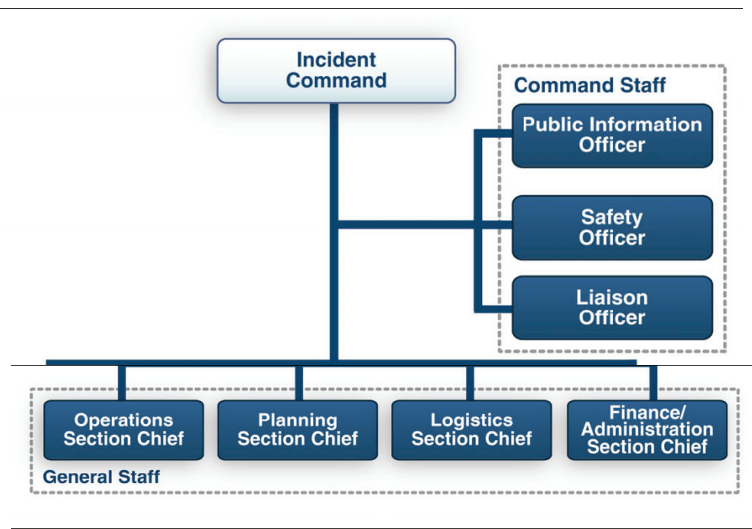 Incident
Command
Command Staff
Public Information
Officer
Safety
Officer
Liaison
Officer
Operations
Section Chief
Planning
Section Chief
Logistics
Section Chief
Finance/
Administration
Section Chief
General Staff